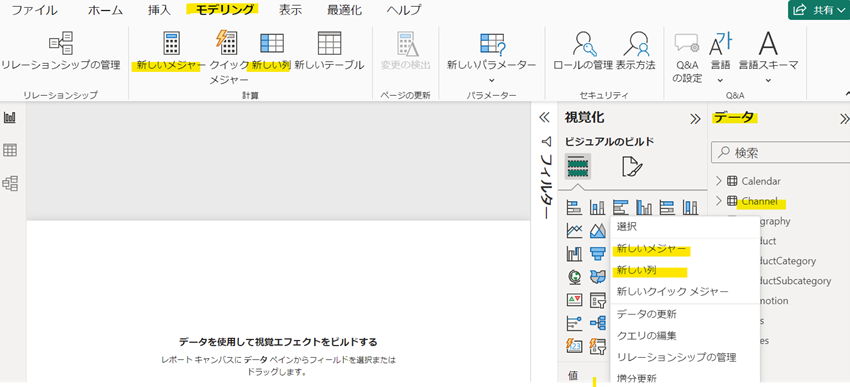 ファイル ホーム 挿入 モデリング 表示 最適化 ヘルプ 共有
リレーションシップの管理 新しいメジャー クイック メジャー 新しい列 新しいテーブル 変更の検出 新しいパラメーター ロールの管理 表示方法 Q&A の設定 言語 言語スキーマ
リレーションシップ 計算 ページの更新 パラメーター セキュリティ Q&A
フィルター
視覚化
ビジュアルのビルド
データ
検索
Calendar
Channel
ography
duct
ductCategory
ductSubcategory
motion
s
es
選択
新しいメジャー
新しい列
新しいクイック メジャー
データの更新
クエリの編集
リレーションシップの管理
増分更新
値
データを使用して視覚エフェクトをビルドする
レポート キャンバスにデータ ペインからフィールドを選択または
ドラッグします。